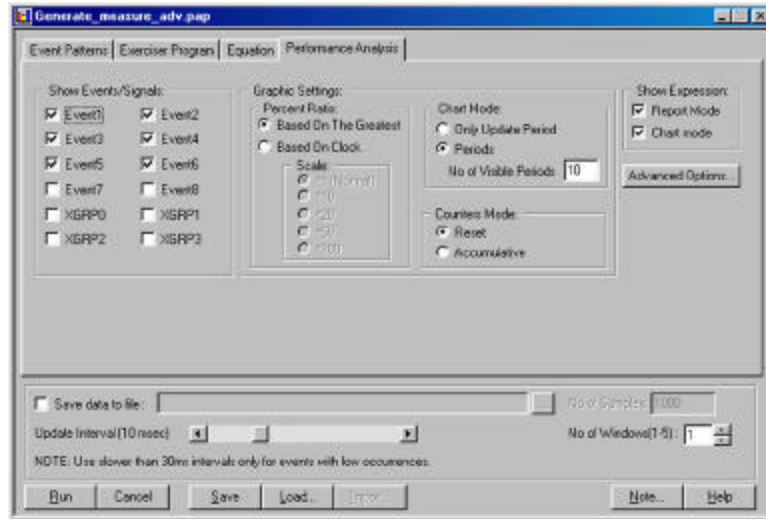 Generate_measure_adv.pap
Event Patterns Exerciser Program Equation Performance Analysis
Show Events/Signals:
Event1 Event2
Event3 Event4
Event5 Event6
Event7 Event8
XGRP0 XGRP1
XGRP2 XGRP3
Graphic Settings:
Percent Ratio:
Based On The Greatest
Based On Clock
Scale:
(Normal)
*10
*20
*50
*100
Chart Mode:
Only Update Period
Periods
No of Visible Periods 10
Counters Mode:
Reset
Accumulative
Show Expression:
Report Mode
Chart mode
Advanced Options...
Save data to file:
No of Samples: 1000
Update Interval (10 msec)
No of Windows(1-5): 1
NOTE: Use slower than 30ms intervals only for events with low occurrences.
Run Cancel Save Load... Note... Help